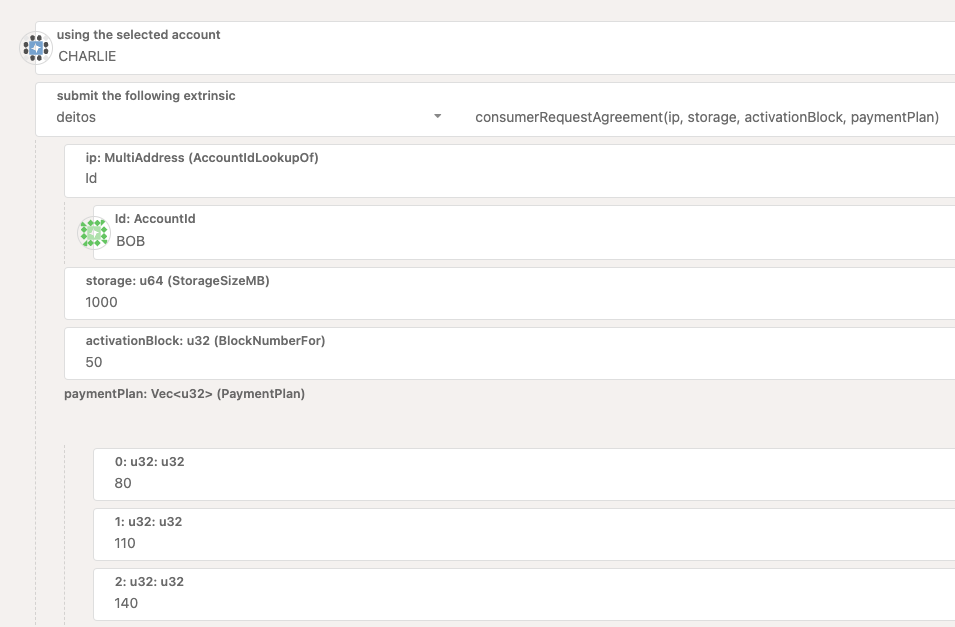 using the selected account
CHARLIE
submit the following extrinsic
deitos
consumerRequestAgreement(ip, storage, activationBlock, paymentPlan)
ip: MultiAddress (AccountIdLookupOf)
Id
Id: AccountId
BOB
storage: u64 (StorageSizeMB)
1000
activationBlock: u32 (BlockNumberFor)
50
paymentPlan: Vec<u32> (PaymentPlan)
0: u32: u32
80
1: u32: u32
110
2: u32: u32
140